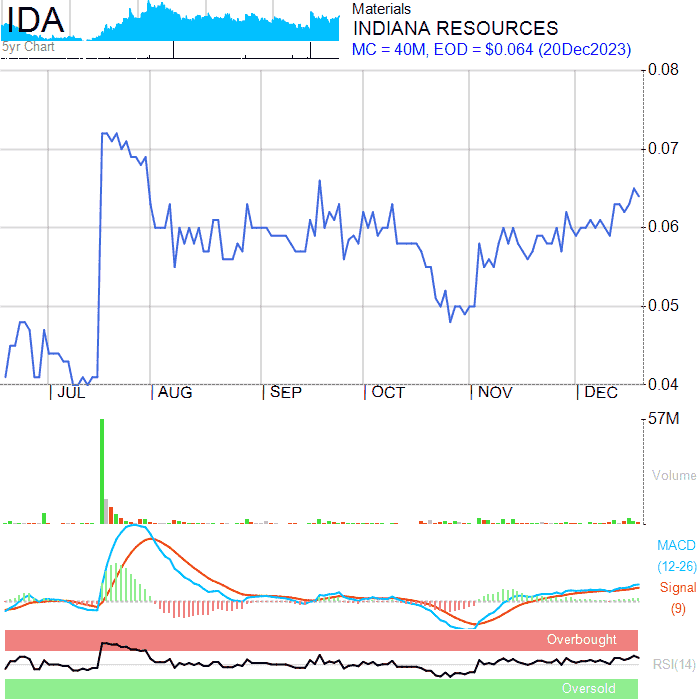 IDA
5yr Chart
Materials
INDIANA RESOURCES
MC = 40M, EOD = $0.064 (20Dec2023)
0.08
0.07
0.06
0.05
0.04
JUL
AUG
SEP
OCT
NOV
DEC
57M
Volume
MACD
(12-26)
Signal
(9)
Overbought
RSI(14)
Oversold